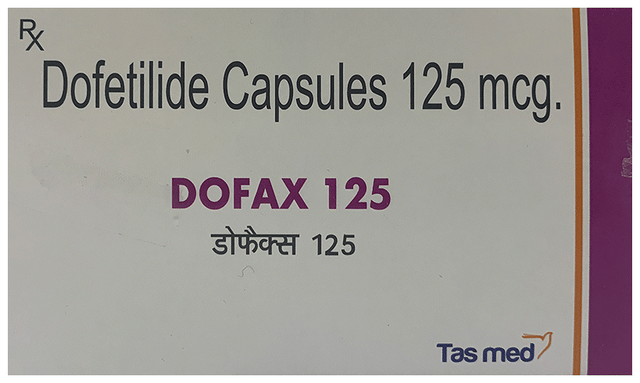 Rx
Dofetilide Capsules 125 mcg.
DOFAX 125
डोफैक्स 125
Tas med